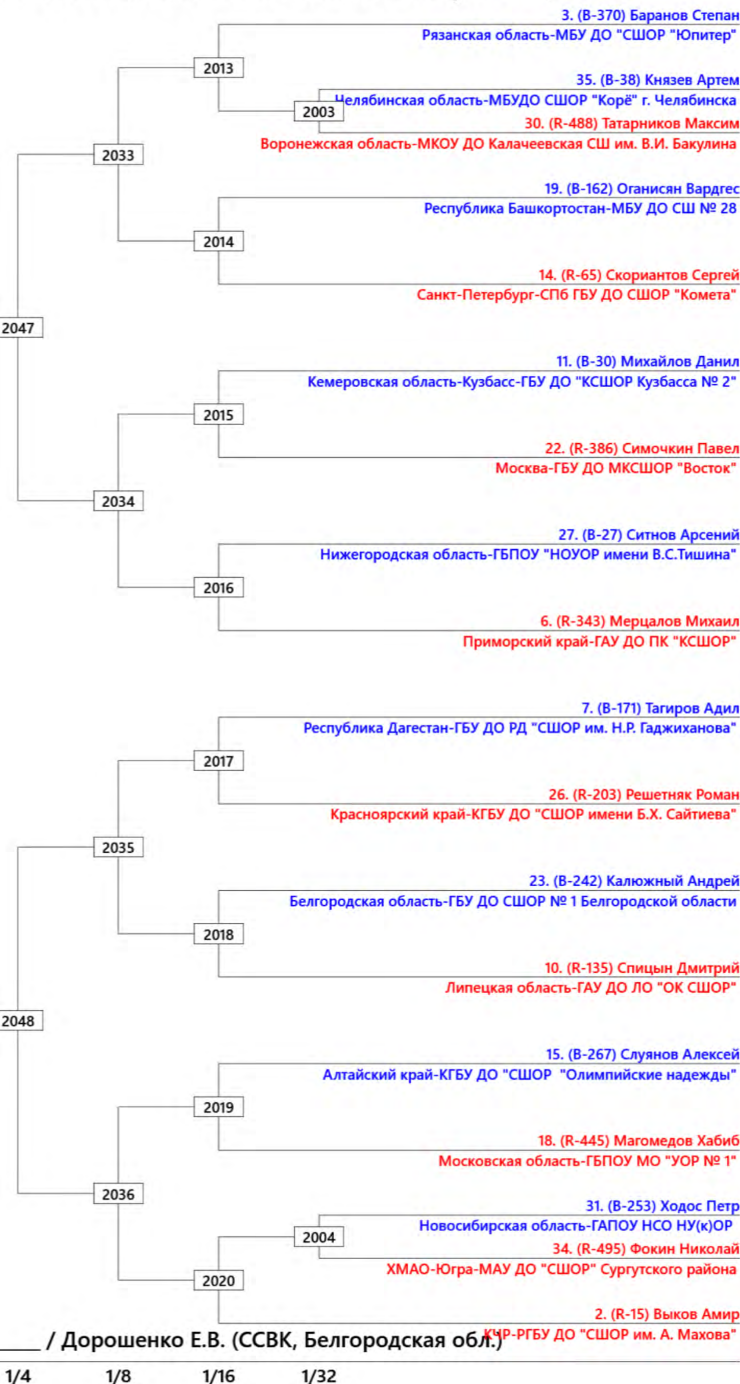 3. (B-370) Баранов Степан
Рязанская область-МБУ ДО "СШОР "Юпитер"
2013
35. (B-38) Князев Артем
Челябинская область-МБУДО СШОР "Корё" г. Челябинска
2003
30. (R-488) Татарников Максим
Воронежская область-МКОУ ДО Калачеевская СШ им. В.И. Бакулина
2033
19. (B-162) Оганисян Вардгес
Республика Башкортостан-МБУ ДО СШ № 28
2014
14. (R-65) Скориантов Сергей
Санкт-Петербург-СПб ГБУ ДО СШОР "Комета"
2047
11. (B-30) Михайлов Данил
Кемеровская область-Кузбасс-ГБУ ДО "КСШОР Кузбасса № 2"
2015
22. (R-386) Симочкин Павел
Москва-ГБУ ДО МКСШОР "Восток"
2034
27. (B-27) Ситнов Арсений
Нижегородская область-ГБПОУ "НОУОР имени В.С.Тишина"
2016
6. (R-343) Мерцалов Михаил
Приморский край-ГАУ ДО ПК "КСШОР"
7. (B-171) Тагиров Адил
Республика Дагестан-ГБУ ДО РД "СШОР им. Н.Р. Гаджиханова"
2017
26. (R-203) Решетняк Роман
Красноярский край-КГБУ ДО "СШОР имени Б.Х. Сайтиева"
2035
23. (B-242) Калюжный Андрей
Белгородская область-ГБУ ДО СШОР № 1 Белгородской области
2018
10. (R-135) Спицын Дмитрий
Липецкая область-ГАУ ДО ЛО "ОК СШОР"
2048
15. (B-267) Слуянов Алексей
Алтайский край-КГБУ ДО "СШОР "Олимпийские надежды"
2019
18. (R-445) Магомедов Хабиб
Московская область-ГБПОУ МО "УОР № 1"
2036
31. (B-253) Ходос Петр
Новосибирская область-ГАПОУ НСО НУ(к)ОР
2004
34. (R-495) Фокин Николай
ХМАО-Югра-МАУ ДО "СШОР" Сургутского района
2020
2. (R-15) Выков Амир
КЧР-РГБУ ДО "СШОР им. А. Махова"
/ Дорошенко Е.В. (ССВК, Белгородская обл.)
1/4 1/8 1/16 1/32